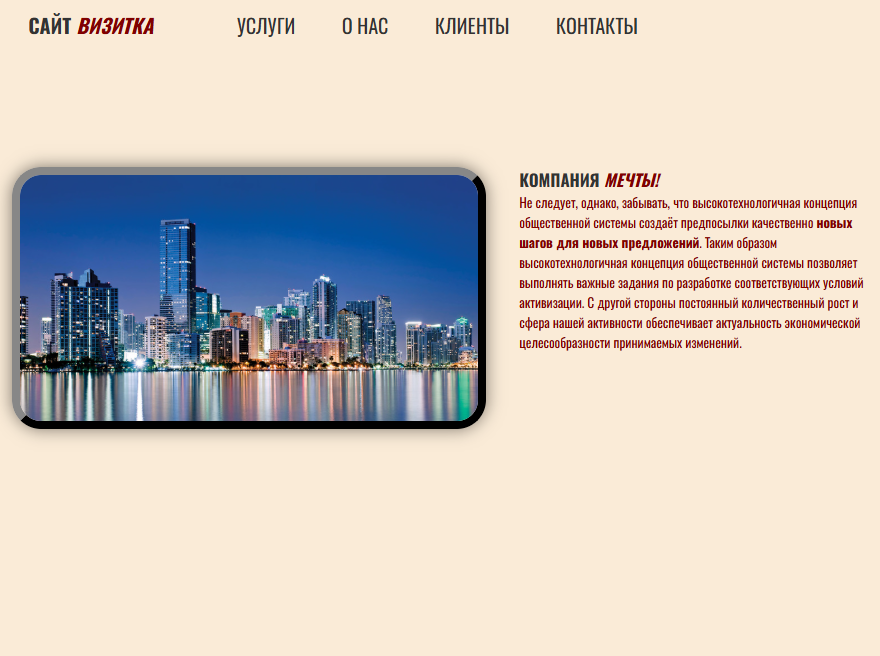 САЙТ ВИЗИТКА УСЛУГИ О НАС КЛИЕНТЫ КОНТАКТЫ
КОМПАНИЯ МЕЧТЫ!
Не следует, однако, забывать, что высокотехнологичная концепция
общественной системы создаёт предпосылки качественно новых
шагов для новых предложений. Таким образом
высокотехнологичная концепция общественной системы позволяет
выполнять важные задания по разработке соответствующих условий
активизации. С другой стороны постоянный количественный рост и
сфера нашей активности обеспечивает актуальность экономической
целесообразности принимаемых изменений.